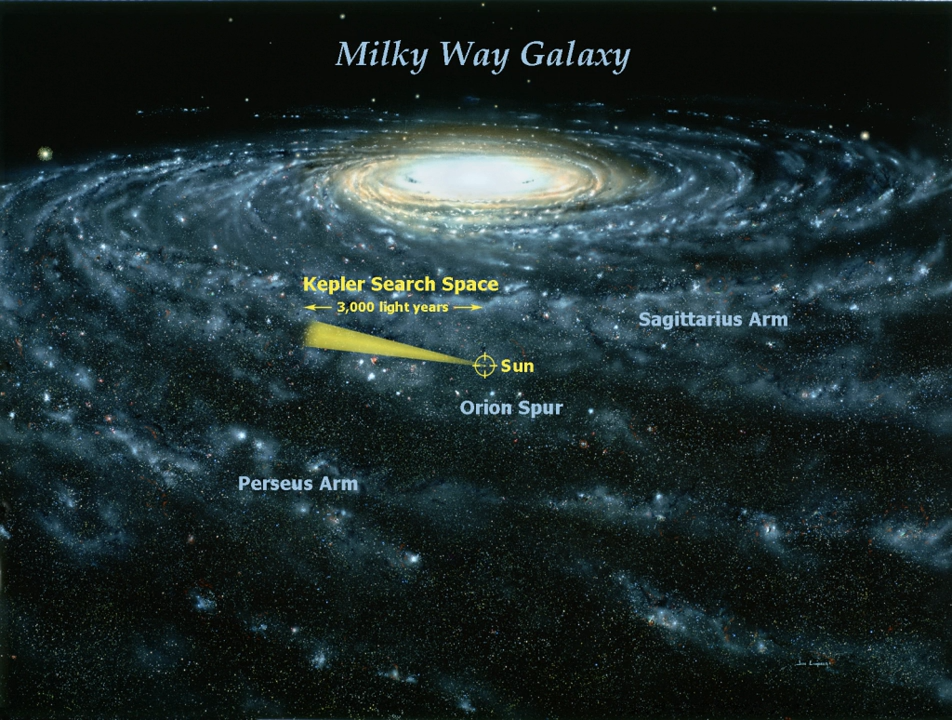 Milky Way Galaxy
Kepler Search Space
3,000 light years
Sagittarius Arm
Sun
Orion Spur
Perseus Arm